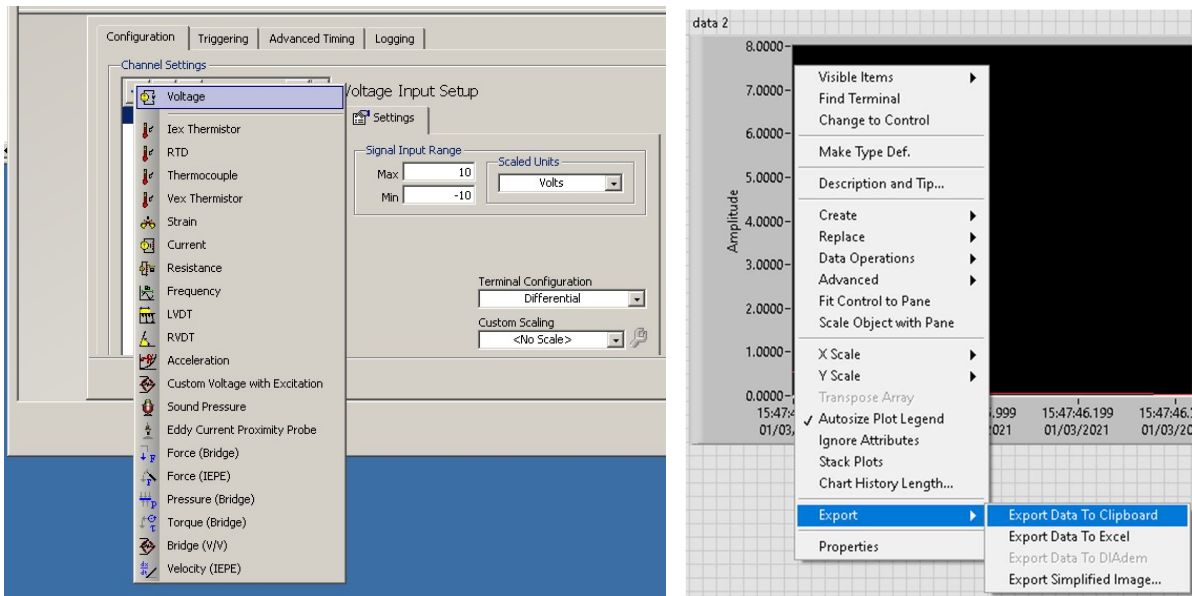 Configuration
Triggering
Advanced Timing
Logging
Channel Settings
Voltage
Iex Thermistor
RTD
Thermocouple
Vex Thermistor
Strain
Current
Resistance
Frequency
LVDT
RVDT
Acceleration
Custom Voltage with Excitation
Sound Pressure
Eddy Current Proximity Probe
Force (Bridge)
Force (IEPE)
Pressure (Bridge)
Torque (Bridge)
Bridge (V/V)
Velocity (IEPE)
Voltage Input Setup
Settings
Signal Input Range
Max 10
Min -10
Scaled Units
Volts
Terminal Configuration
Differential
Custom Scaling
<No Scale>
data 2
Amplitude
8.0000
7.0000
6.0000
5.0000
4.0000
3.0000
2.0000
1.0000
0.0000
Visible Items
Find Terminal
Change to Control
Make Type Def.
Description and Tip...
Create
Replace
Data Operations
Advanced
Fit Control to Pane
Scale Object with Pane
X Scale
Y Scale
Transpose Array
Autosize Plot Legend
Ignore Attributes
Stack Plots
Chart History Length...
Export
Properties
Export Data To Clipboard
Export Data To Excel
Export Data To DIAdem
Export Simplified Image...
15:47:46.199
01/03/2021